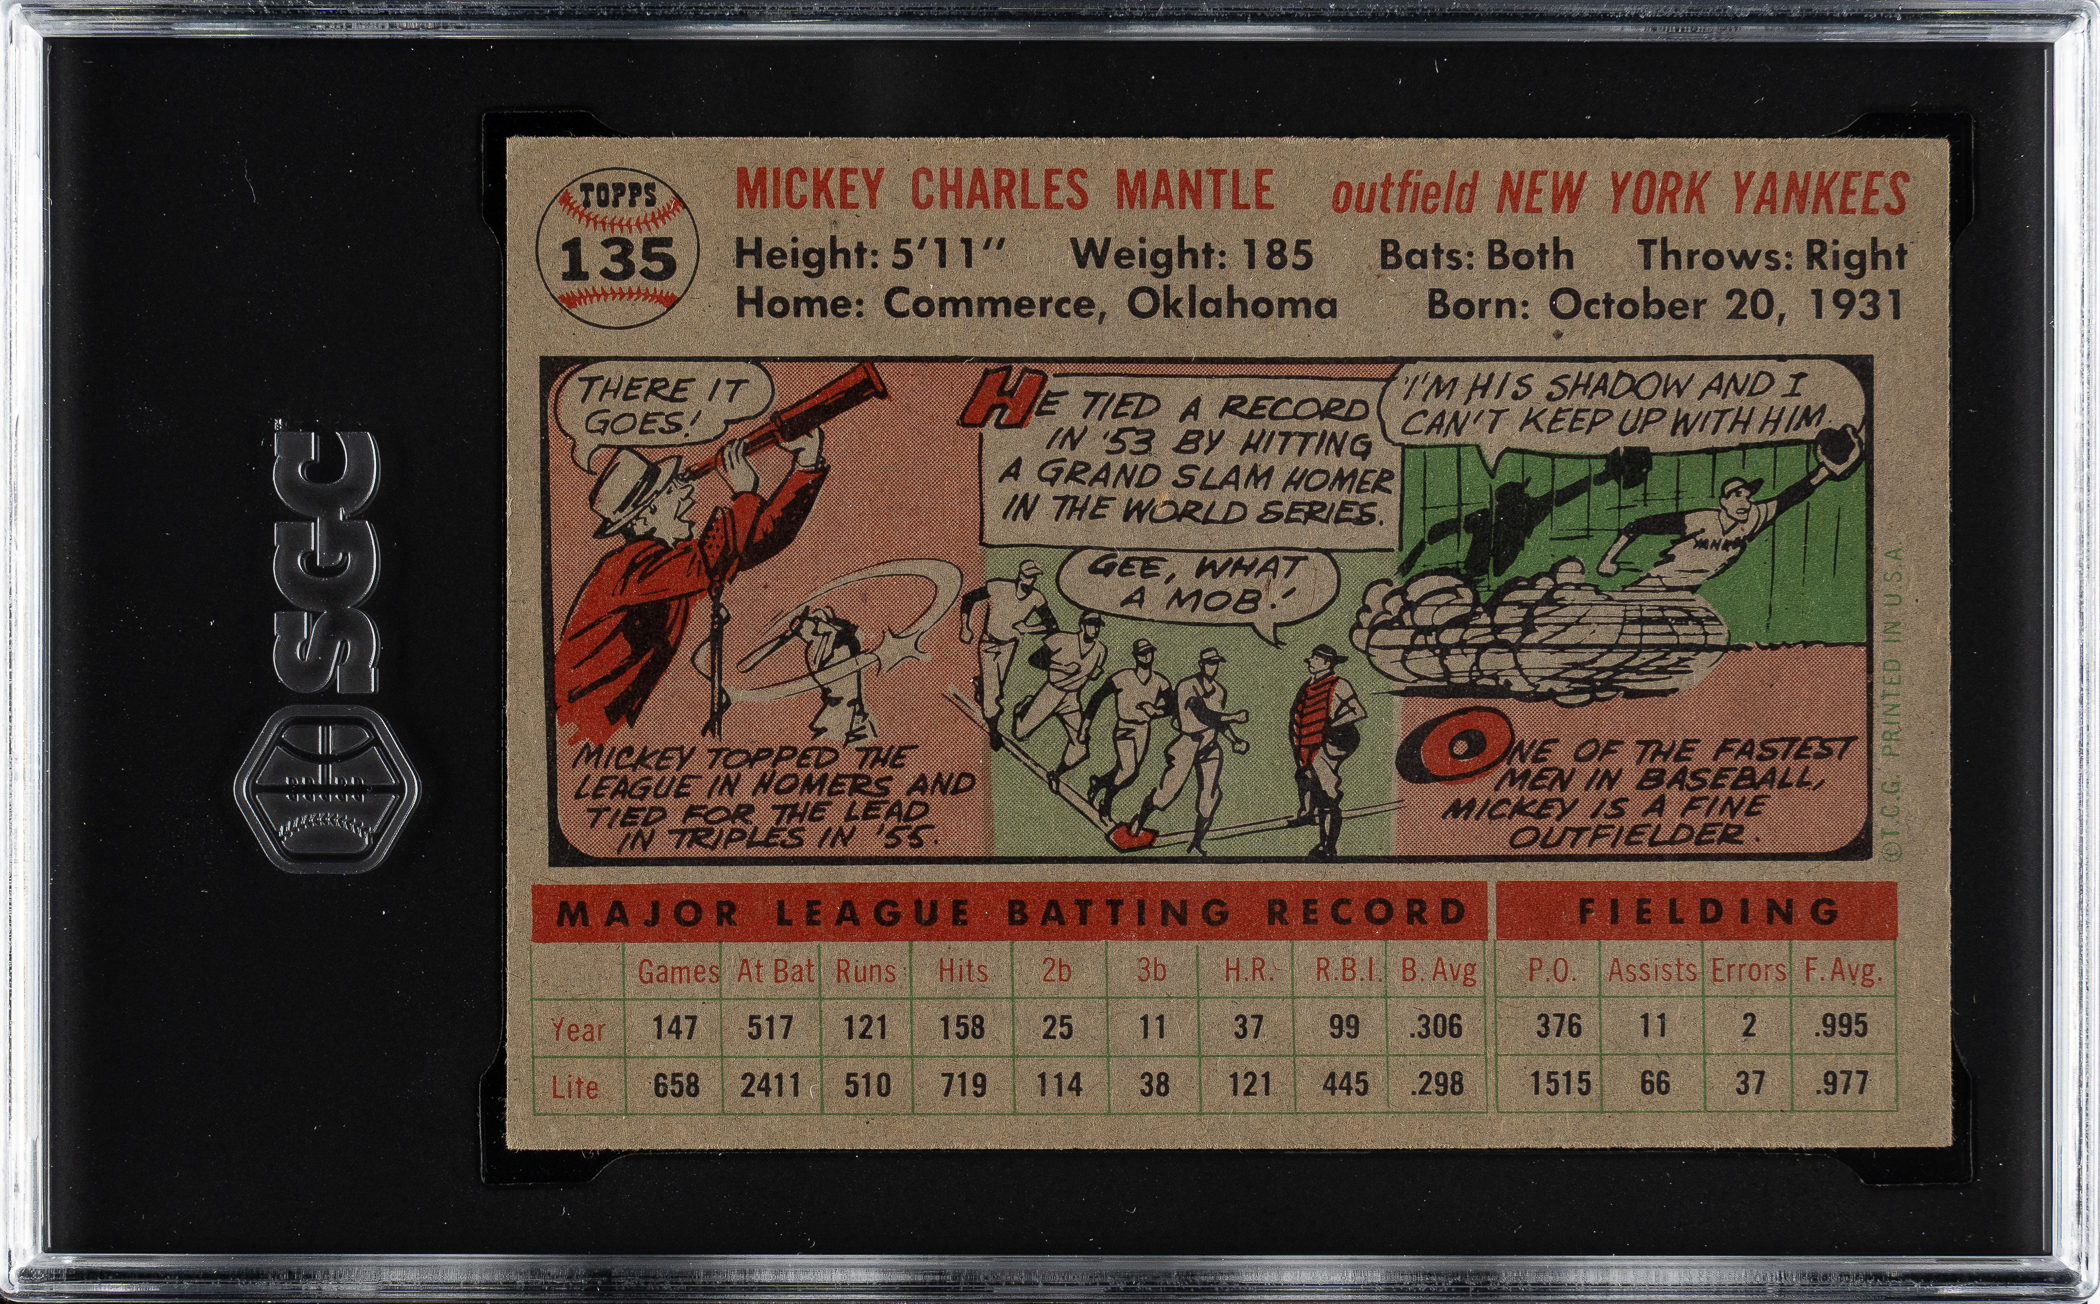 SGC
TOPPS
135
MICKEY CHARLES MANTLE outfield NEW YORK YANKEES
Height: 5'11" Weight: 185 Bats: Both Throws: Right
Home: Commerce, Oklahoma Born: October 20, 1931
THERE IT
GOES!
MICKEY TOPPED THE
LEAGUE IN HOMERS AND
TIED FOR THE LEAD
IN TRIPLES IN '55.
HE TIED A RECORD
IN '53 BY HITTING
A GRAND SLAM HOMER
IN THE WORLD SERIES.
GEE, WHAT
A MOB!
I'M HIS SHADOW AND I
CAN'T KEEP UP WITH HIM.
ONE OF THE FASTEST
MEN IN BASEBALL,
MICKEY IS A FINE
OUTFIELDER.
© T.C.G. PRINTED IN U.S.A.
MAJOR LEAGUE BATTING RECORD FIELDING
Games At Bat Runs Hits 2b 3b H.R. R.B.I. B. Avg P.O. Assists Errors F. Avg.
Year 147 517 121 158 25 11 37 99 .306 376 11 2 .995
Life 658 2411 510 719 114 38 121 445 .298 1515 66 37 .977